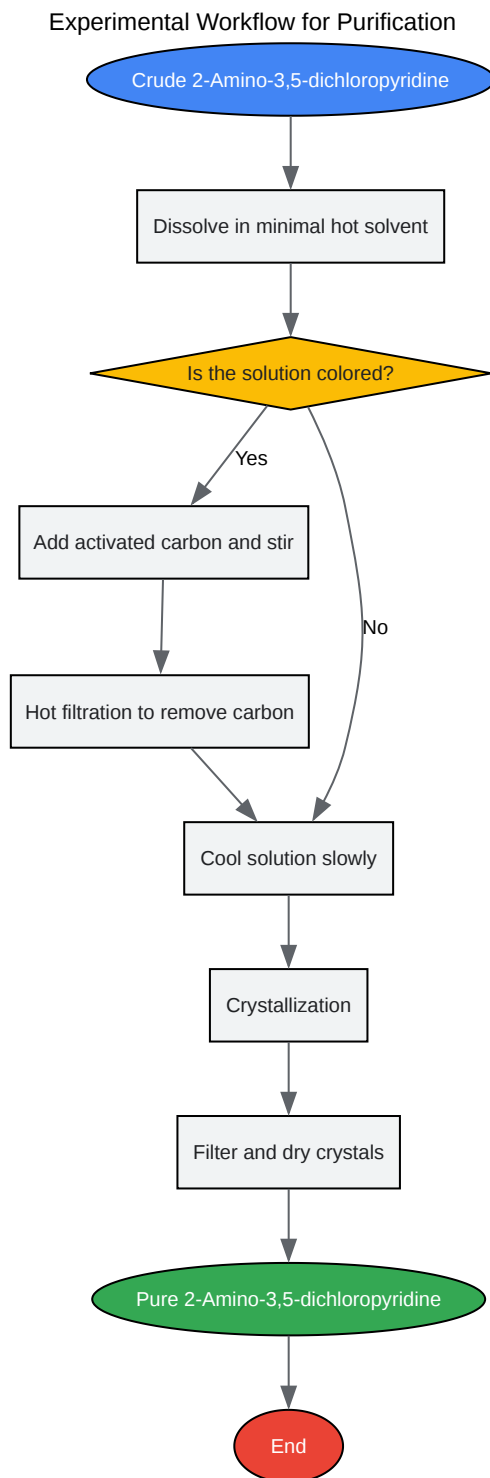 Experimental Workflow for Purification
Crude 2-Amino-3,5-dichloropyridine
Dissolve in minimal hot solvent
Is the solution colored?
Yes
Add activated carbon and stir
No
Hot filtration to remove carbon
Cool solution slowly
Crystallization
Filter and dry crystals
Pure 2-Amino-3,5-dichloropyridine
End